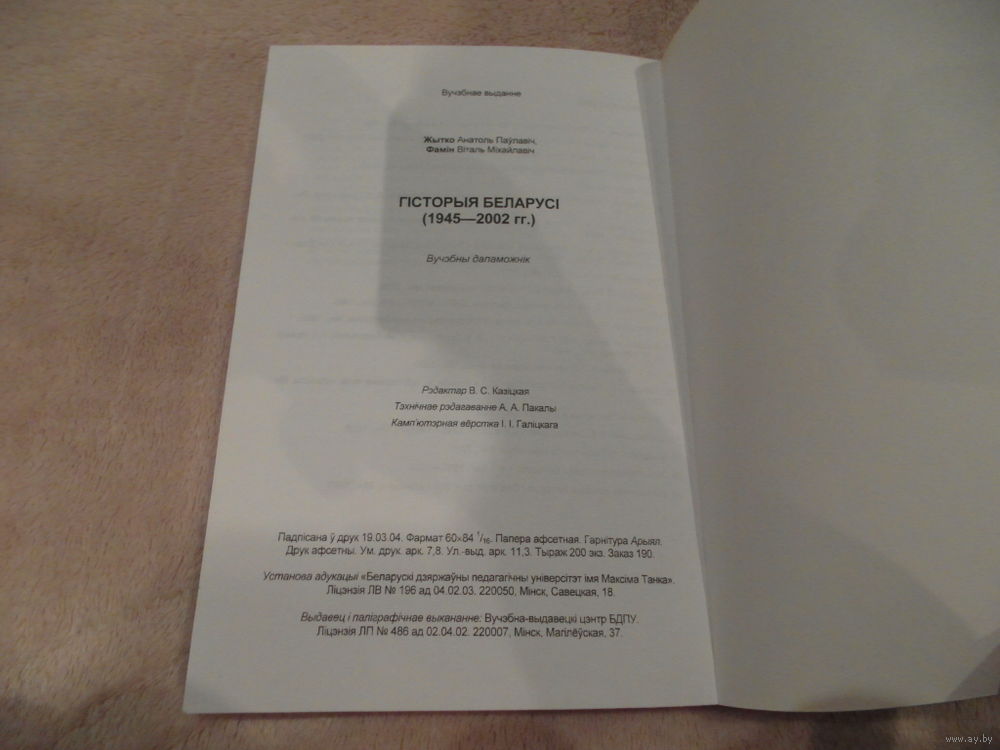 Вучэбнае выданне
Жытко Анатоль Паўлавіч,
Фамін Віталь Міхайлавіч
ГІСТОРЫЯ БЕЛАРУСІ
(1945—2002 гг.)
Вучэбны дапаможнік
Рэдактар В. С. Казіцкая
Тэхнічнае рэдагаванне А. А. Пакалы
Камп'ютэрная вёрстка І. І. Галіцкага
Падпісана ў друк 19.03.04. Фармат 60×84 1/16. Папера афсетная. Гарнітура Арыял.
Друк афсетны. Ум. друк. арк. 7,8. Ул.-выд. арк. 11,3. Тыраж 200 экз. Заказ 190.
Установа адукацыі «Беларускі дзяржаўны педагагічны універсітэт імя Максіма Танка».
Ліцэнзія ЛВ № 196 ад 04.02.03. 220050, Мінск, Савецкая, 18.
Выдавец і паліграфічнае выкананне: Вучэбна-выдавецкі цэнтр БДПУ.
Ліцэнзія ЛП № 486 ад 02.04.02. 220007, Мінск, Магілёўская, 37.
www.ay.by